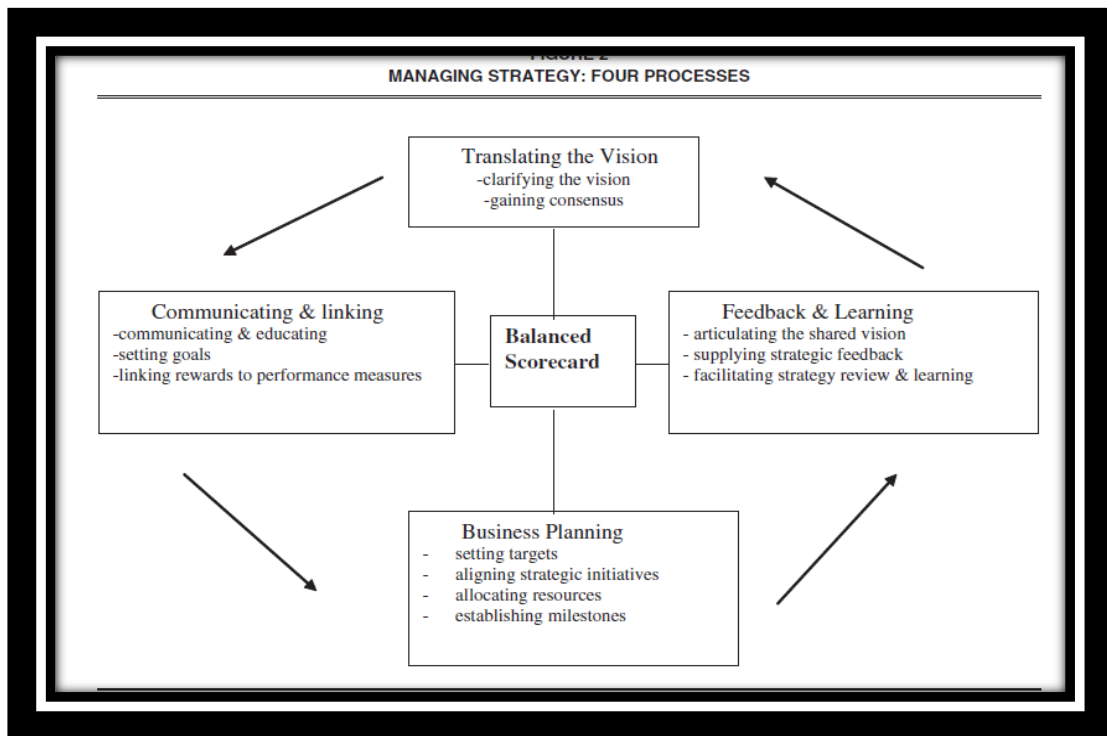 FIGURE 2
MANAGING STRATEGY: FOUR PROCESSES
Translating the Vision
-clarifying the vision
-gaining consensus
Communicating & linking
-communicating & educating
-setting goals
-linking rewards to performance measures
Balanced
Scorecard
Feedback & Learning
- articulating the shared vision
- supplying strategic feedback
- facilitating strategy review & learning
Business Planning
- setting targets
- aligning strategic initiatives
- allocating resources
- establishing milestones